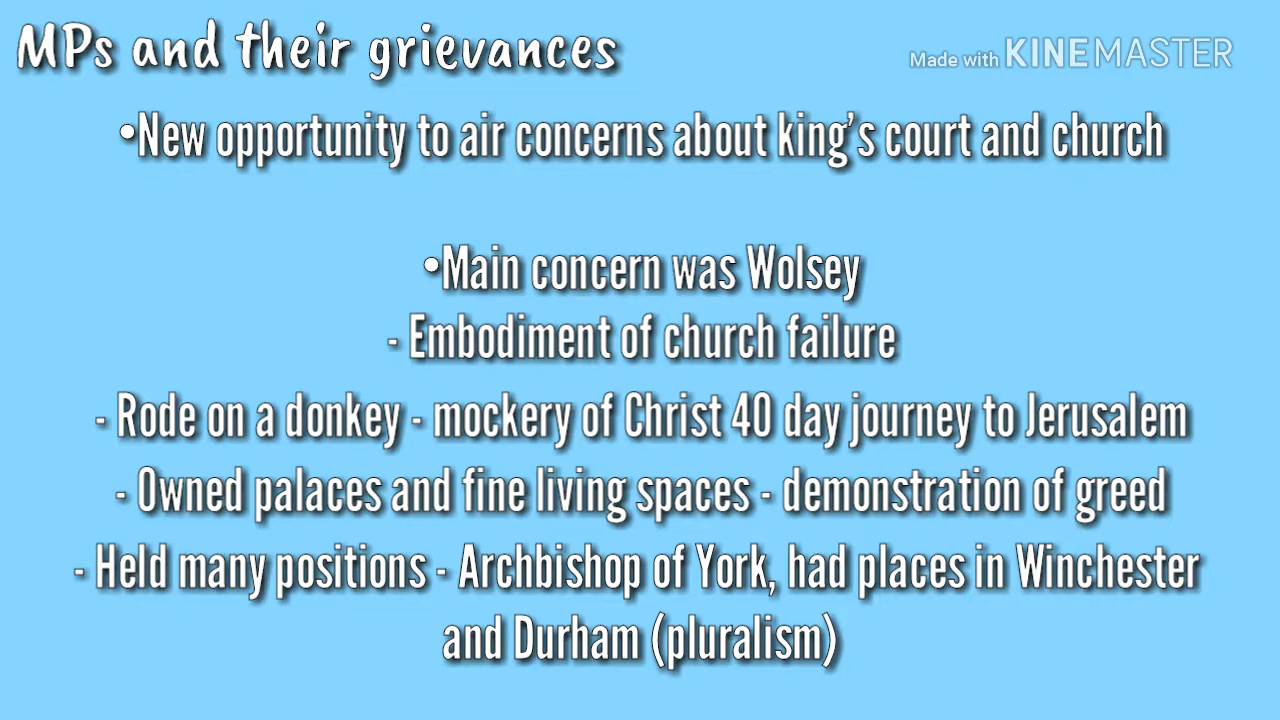 MPs and their grievances
Made with KINEMASTER
•New opportunity to air concerns about king’s court and church
•Main concern was Wolsey
- Embodiment of church failure
- Rode on a donkey - mockery of Christ 40 day journey to Jerusalem
- Owned palaces and fine living spaces - demonstration of greed
- Held many positions - Archbishop of York, had places in Winchester
and Durham (pluralism)